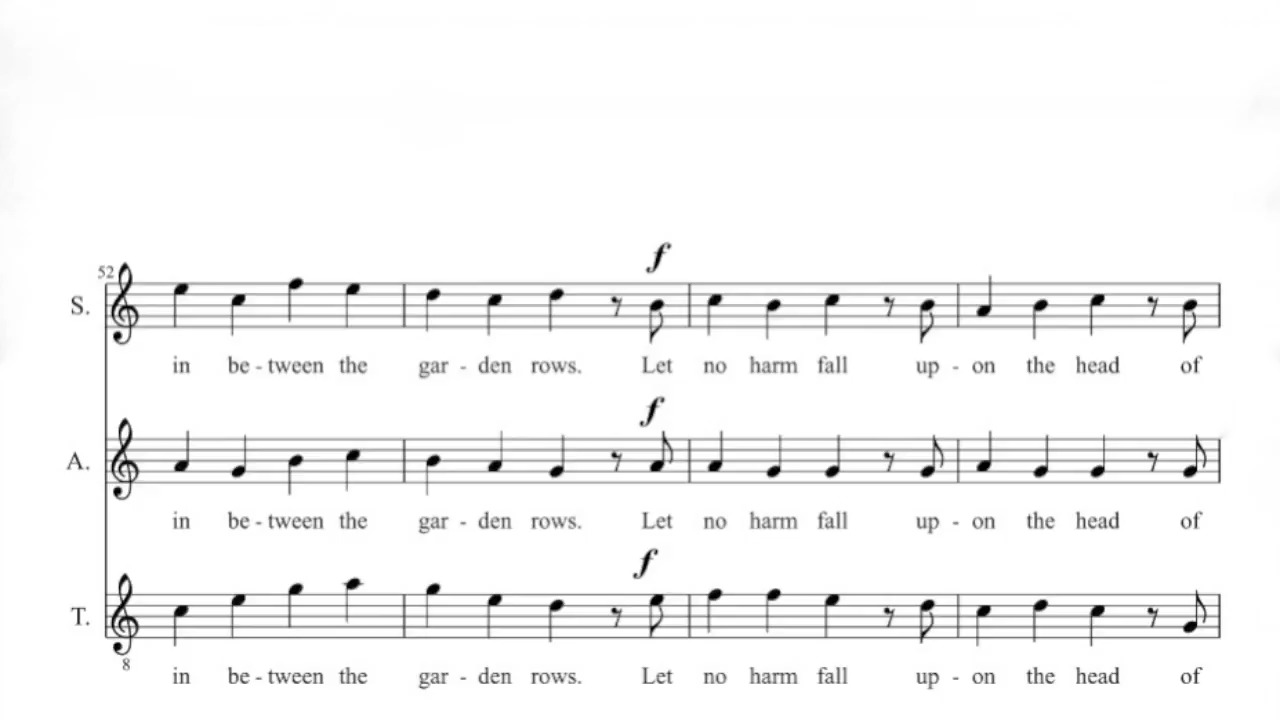 f
52
S.
in be - tween the gar - den rows. Let no harm fall up - on the head of
f
A.
in be - tween the gar - den rows. Let no harm fall up - on the head of
f
T.
8
in be - tween the gar - den rows. Let no harm fall up - on the head of